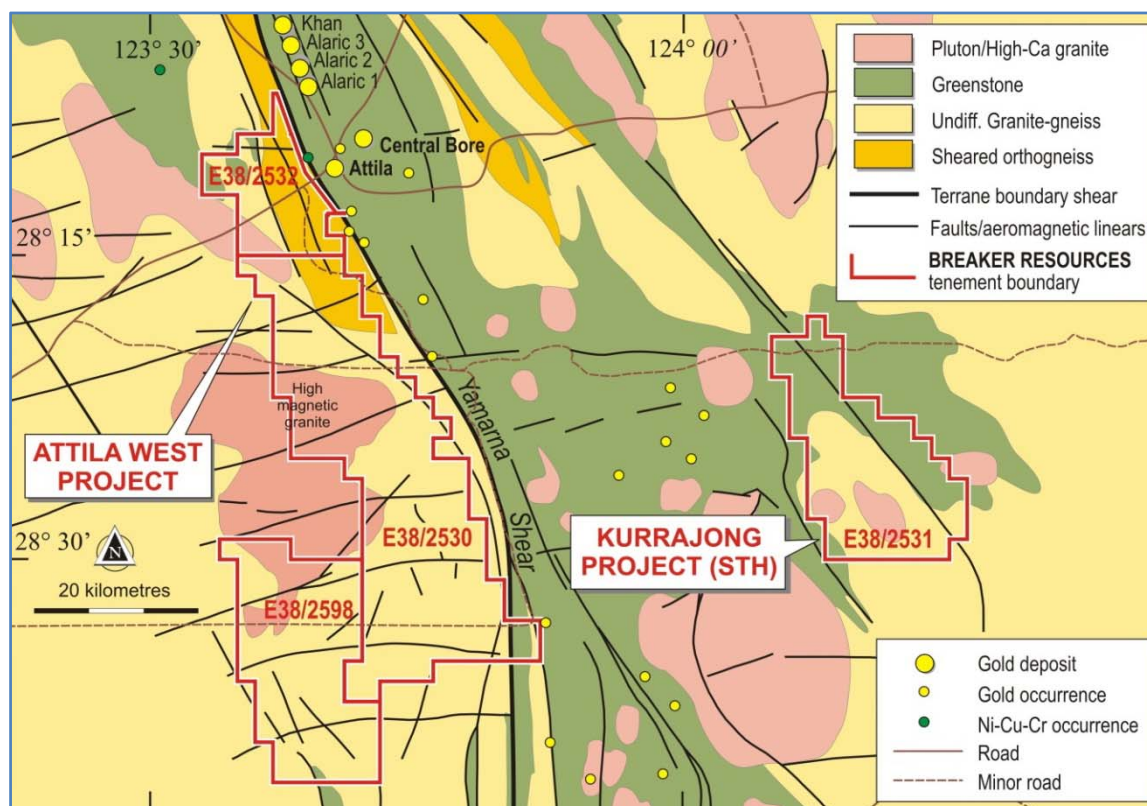 123° 30’
124° 00’
Khan
Alaric 3
Alaric 2
Alaric 1
Central Bore
Attila
E38/2532
28° 15’
Pluton/High-Ca granite
Greenstone
Undiff. Granite-gneiss
Sheared orthogneiss
Terrane boundary shear
Faults/aeromagnetic linears
BREAKER RESOURCES
tenement boundary
High
magnetic
granite
ATTILA WEST
PROJECT
Yamarna
Shear
28° 30’
N
20 kilometres
E38/2530
E38/2598
KURRAJONG
PROJECT (STH)
E38/2531
Gold deposit
Gold occurrence
Ni-Cu-Cr occurrence
Road
Minor road